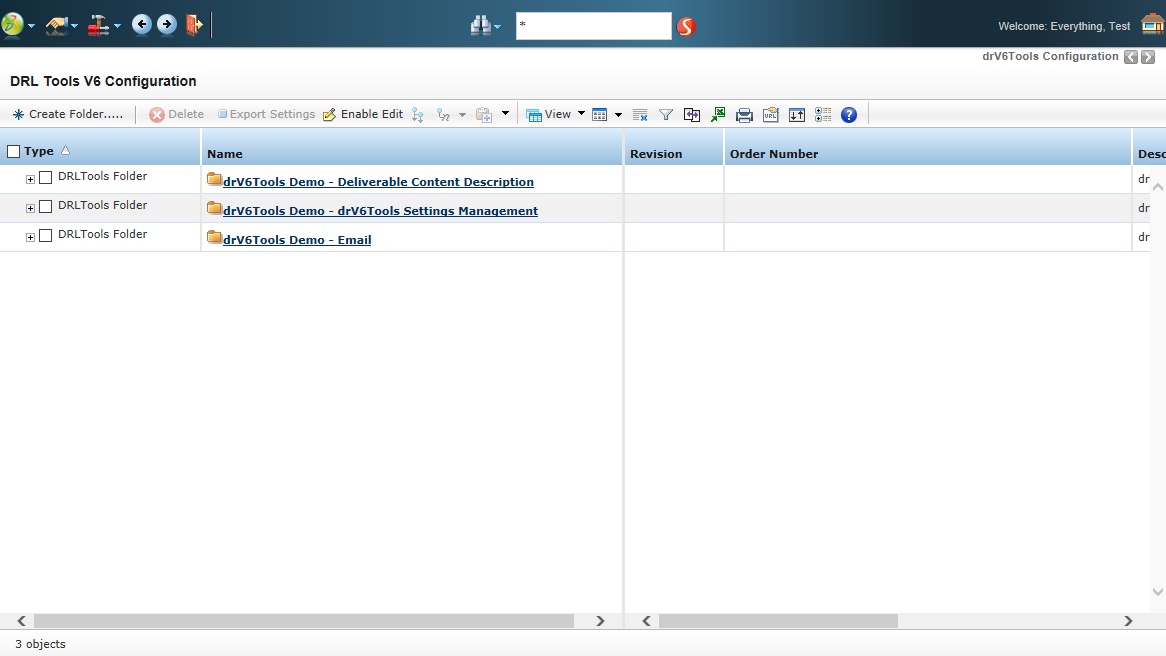 *
Welcome: Everything, Test
drV6Tools Configuration
DRL Tools V6 Configuration
Create Folder..... Delete Export Settings Enable Edit View
Type Name Revision Order Number Desc
DRLTools Folder drV6Tools Demo - Deliverable Content Description dr
DRLTools Folder drV6Tools Demo - drV6Tools Settings Management dr
DRLTools Folder drV6Tools Demo - Email dr
3 objects